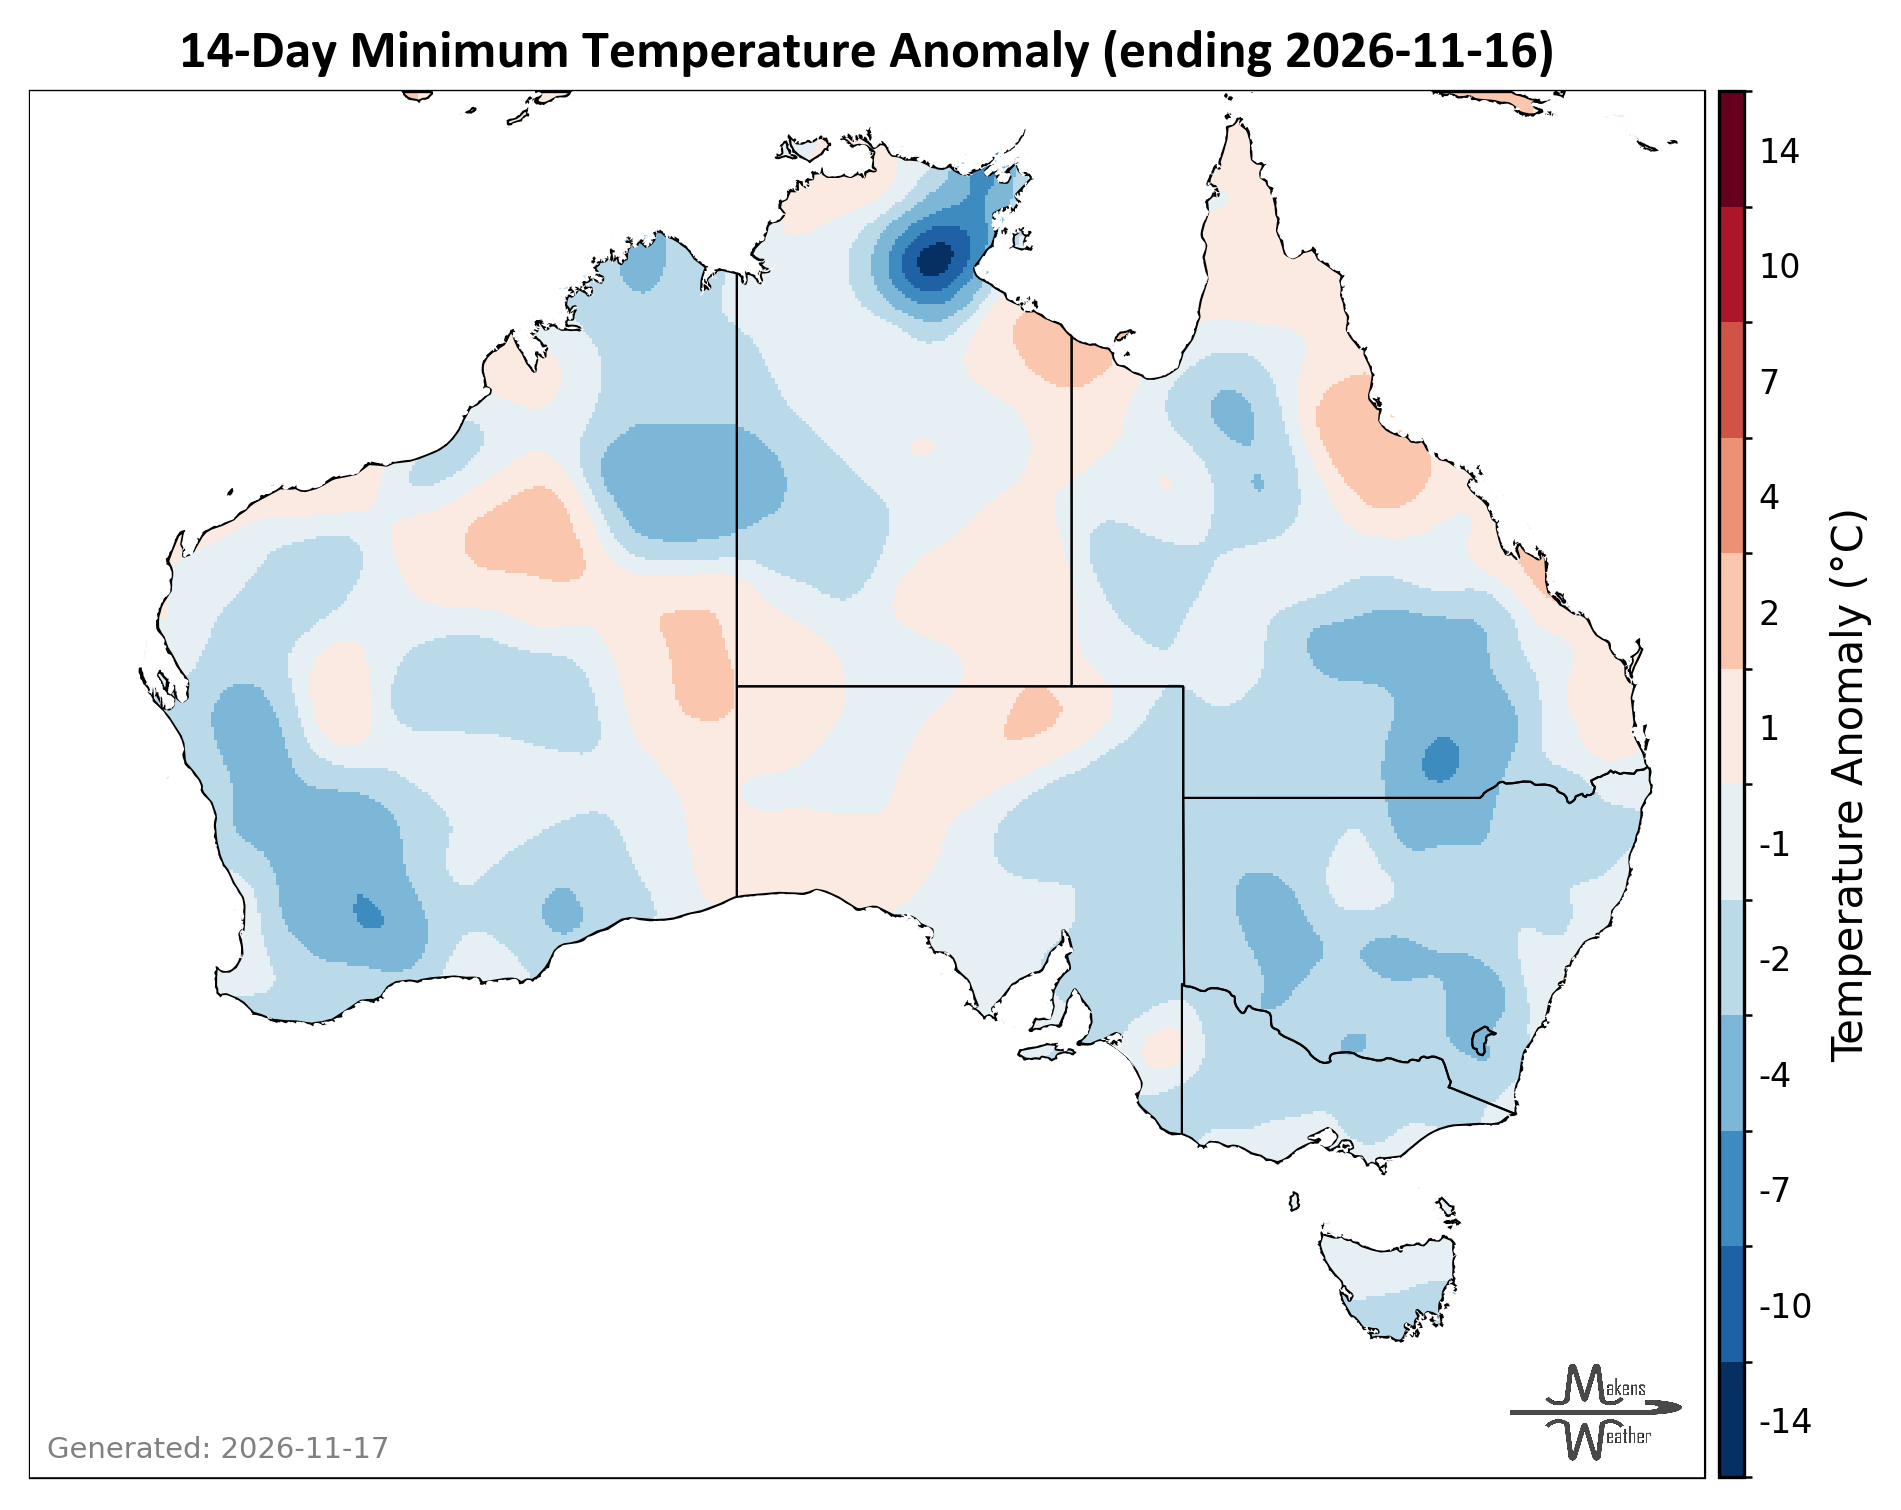 14-Day Minimum Temperature Anomaly (ending 2026-11-16)
14
10
7
4
2
1
-1
-2
-4
-7
-10
-14
Temperature Anomaly (°C)
Makens
Weather
Generated: 2026-11-17